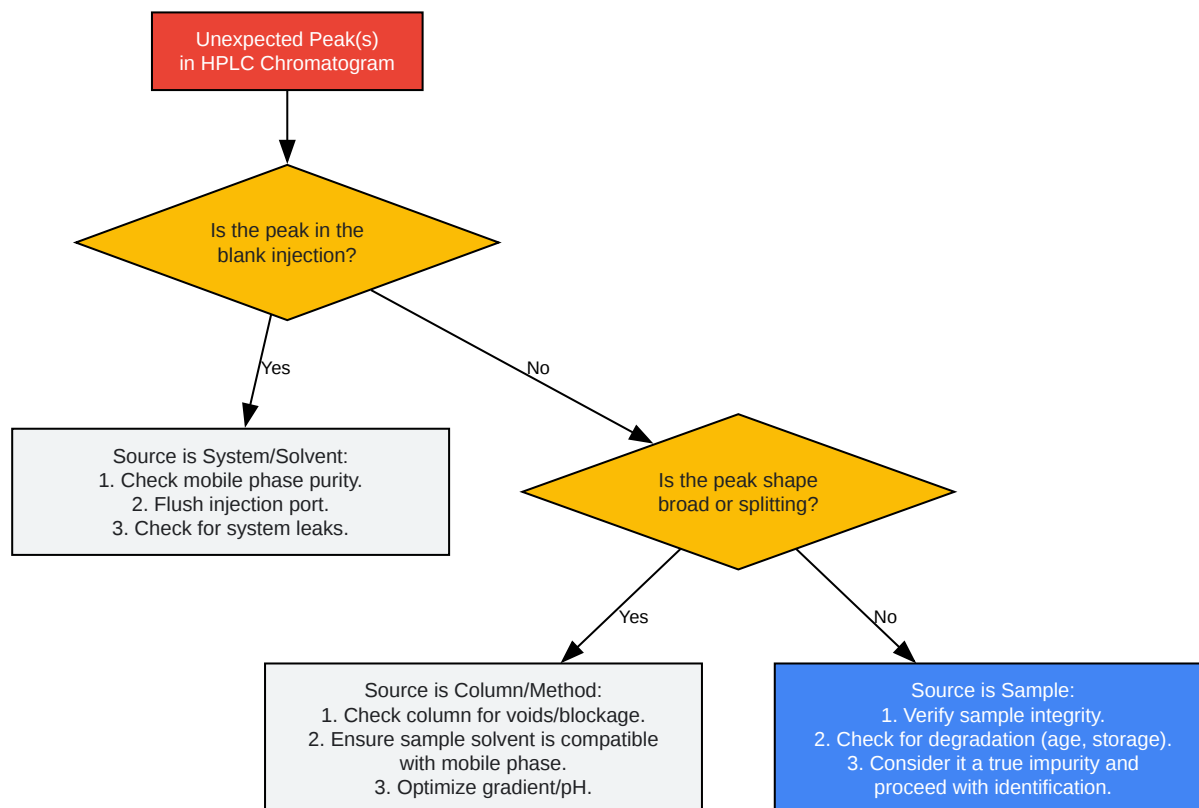 Unexpected Peak(s)
in HPLC Chromatogram
Is the peak in the
blank injection?
Yes
No
Source is System/Solvent:
1. Check mobile phase purity.
2. Flush injection port.
3. Check for system leaks.
Is the peak shape
broad or splitting?
Yes
No
Source is Column/Method:
1. Check column for voids/blockage.
2. Ensure sample solvent is compatible
with mobile phase.
3. Optimize gradient/pH.
Source is Sample:
1. Verify sample integrity.
2. Check for degradation (age, storage).
3. Consider it a true impurity and
proceed with identification.